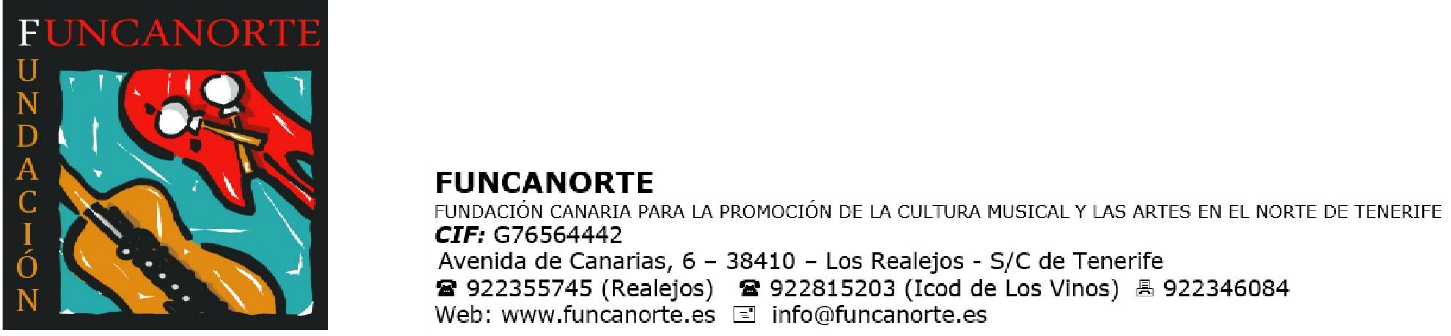 FUNCANORTE
FUNDACIÓN
FUNCANORTE
FUNDACIÓN CANARIA PARA LA PROMOCIÓN DE LA CULTURA MUSICAL Y LAS ARTES EN EL NORTE DE TENERIFE
CIF: G76564442
Avenida de Canarias, 6 – 38410 – Los Realejos - S/C de Tenerife
☎ 922355745 (Realejos) ☎ 922815203 (Icod de Los Vinos) 922346084
Web: www.funcanorte.es info@funcanorte.es